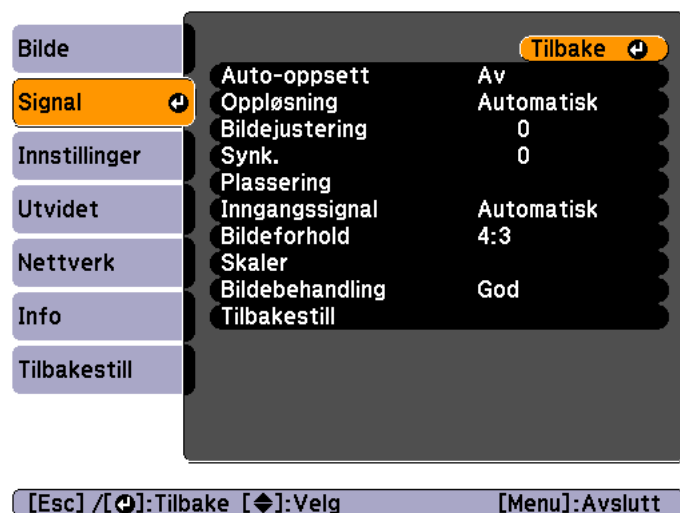 Bilde
Signal
Innstillinger
Utvidet
Nettverk
Info
Tilbakestill
Tilbake
Auto-oppsett Av
Oppløsning Automatisk
Bildejustering 0
Synk. 0
Plassering
Inngangssignal Automatisk
Bildeforhold 4:3
Skaler
Bildebehandling God
Tilbakestill
[Esc] /[⏎]:Tilbake [◆]:Velg [Menu]:Avslutt